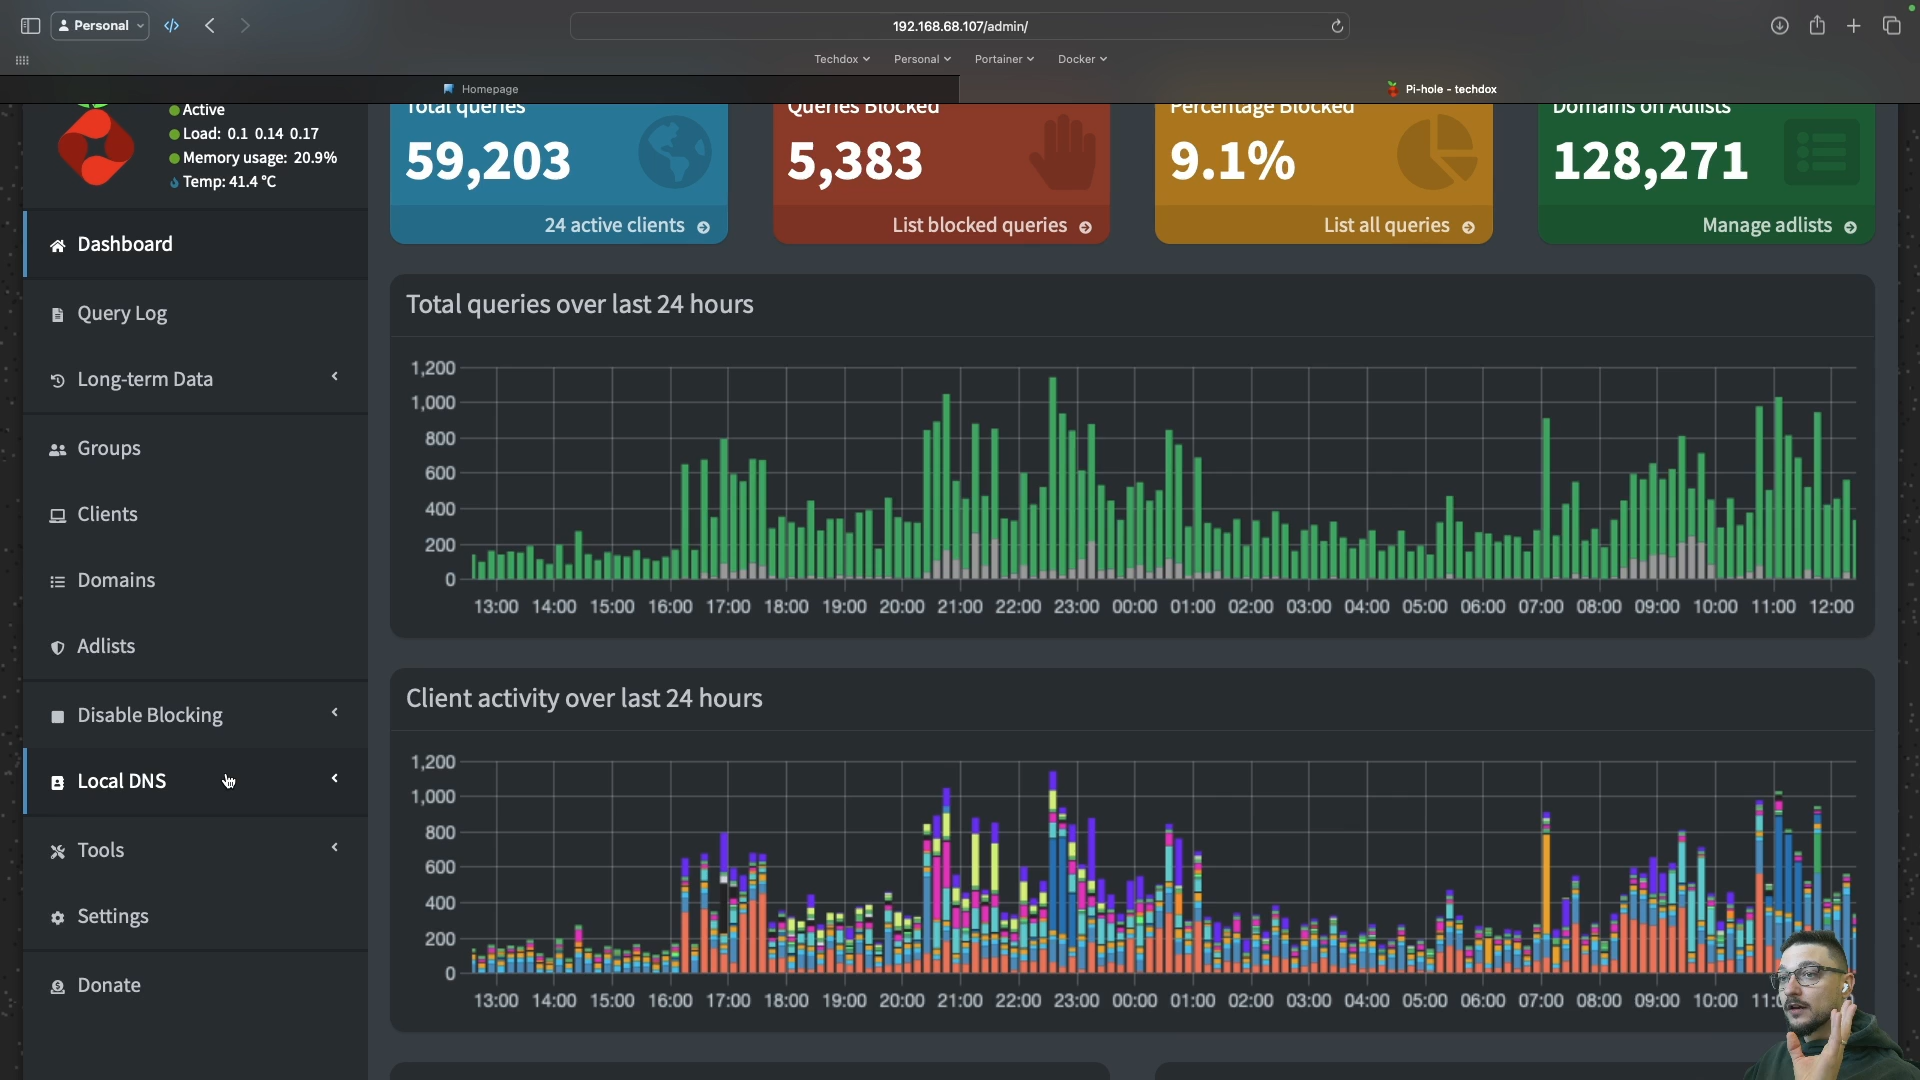 Personal
192.168.68.107/admin/
Techdox
Personal
Portainer
Docker
Homepage
Pi-hole - techdox
Active
Load: 0.1 0.14 0.17
Memory usage: 20.9%
Temp: 41.4 °C
Dashboard
Query Log
Long-term Data
Groups
Clients
Domains
Adlists
Disable Blocking
Local DNS
Tools
Settings
Donate
Total queries
59,203
24 active clients
Queries Blocked
5,383
List blocked queries
Percentage Blocked
9.1%
List all queries
Domains on Adlists
128,271
Manage adlists
Total queries over last 24 hours
1,200
1,000
800
600
400
200
0
13:00 14:00 15:00 16:00 17:00 18:00 19:00 20:00 21:00 22:00 23:00 00:00 01:00 02:00 03:00 04:00 05:00 06:00 07:00 08:00 09:00 10:00 11:00 12:00
Client activity over last 24 hours
1,200
1,000
800
600
400
200
0
13:00 14:00 15:00 16:00 17:00 18:00 19:00 20:00 21:00 22:00 23:00 00:00 01:00 02:00 03:00 04:00 05:00 06:00 07:00 08:00 09:00 10:00